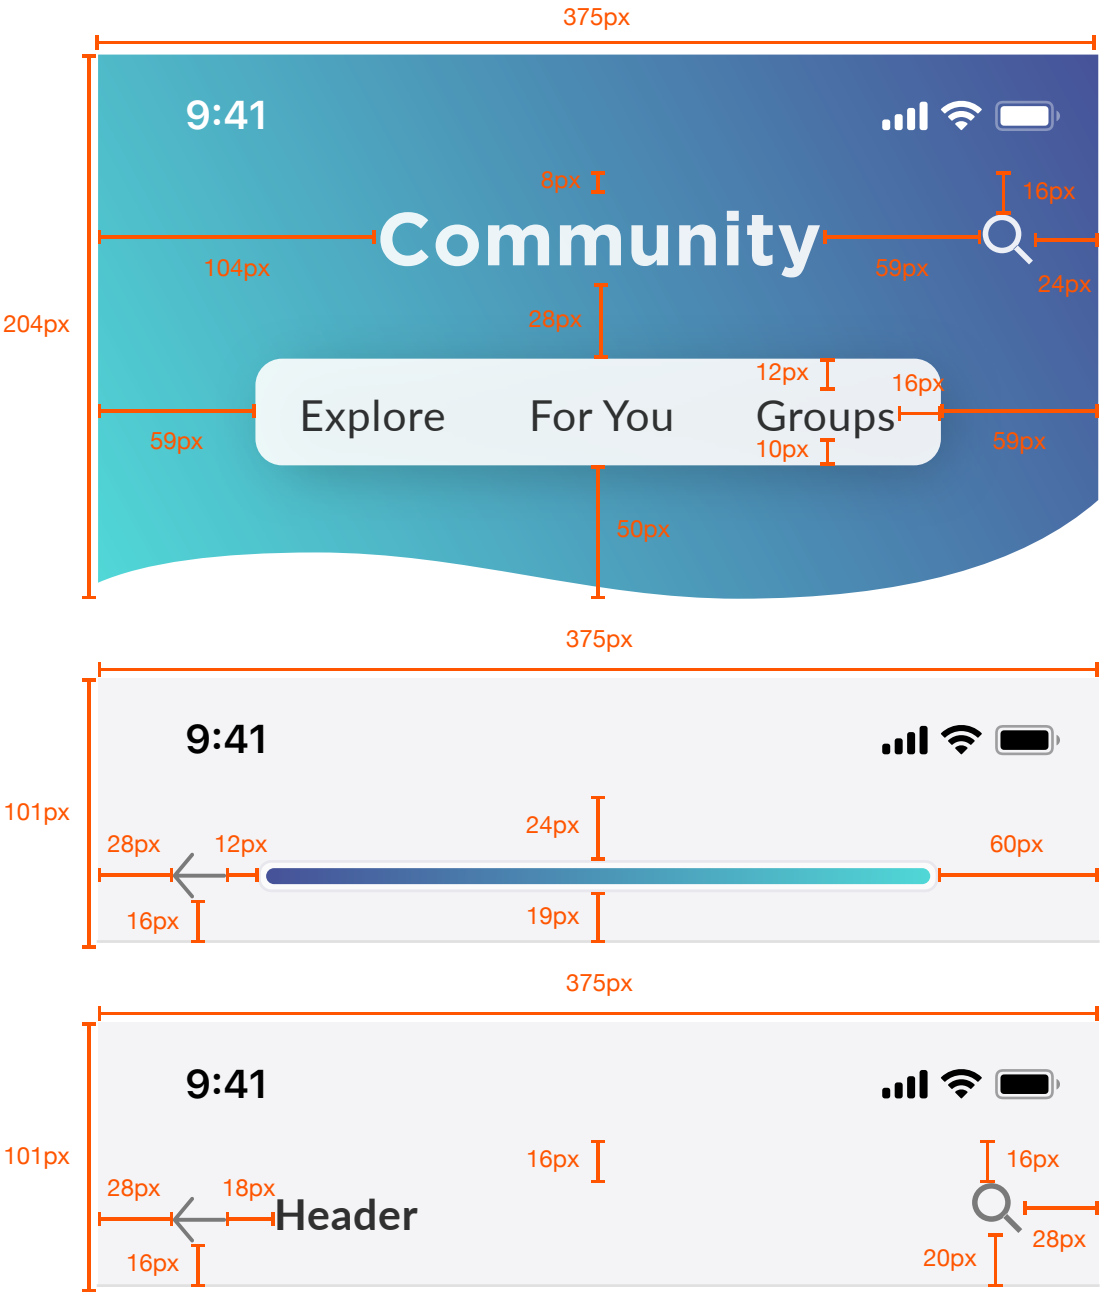 375px
9:41
8px
16px
Community
104px
59px
24px
204px
28px
12px
16px
Explore
For You
Groups
59px
10px
59px
50px
375px
9:41
101px
24px
28px
12px
60px
16px
19px
375px
9:41
101px
16px
16px
28px
18px
Header
28px
16px
20px